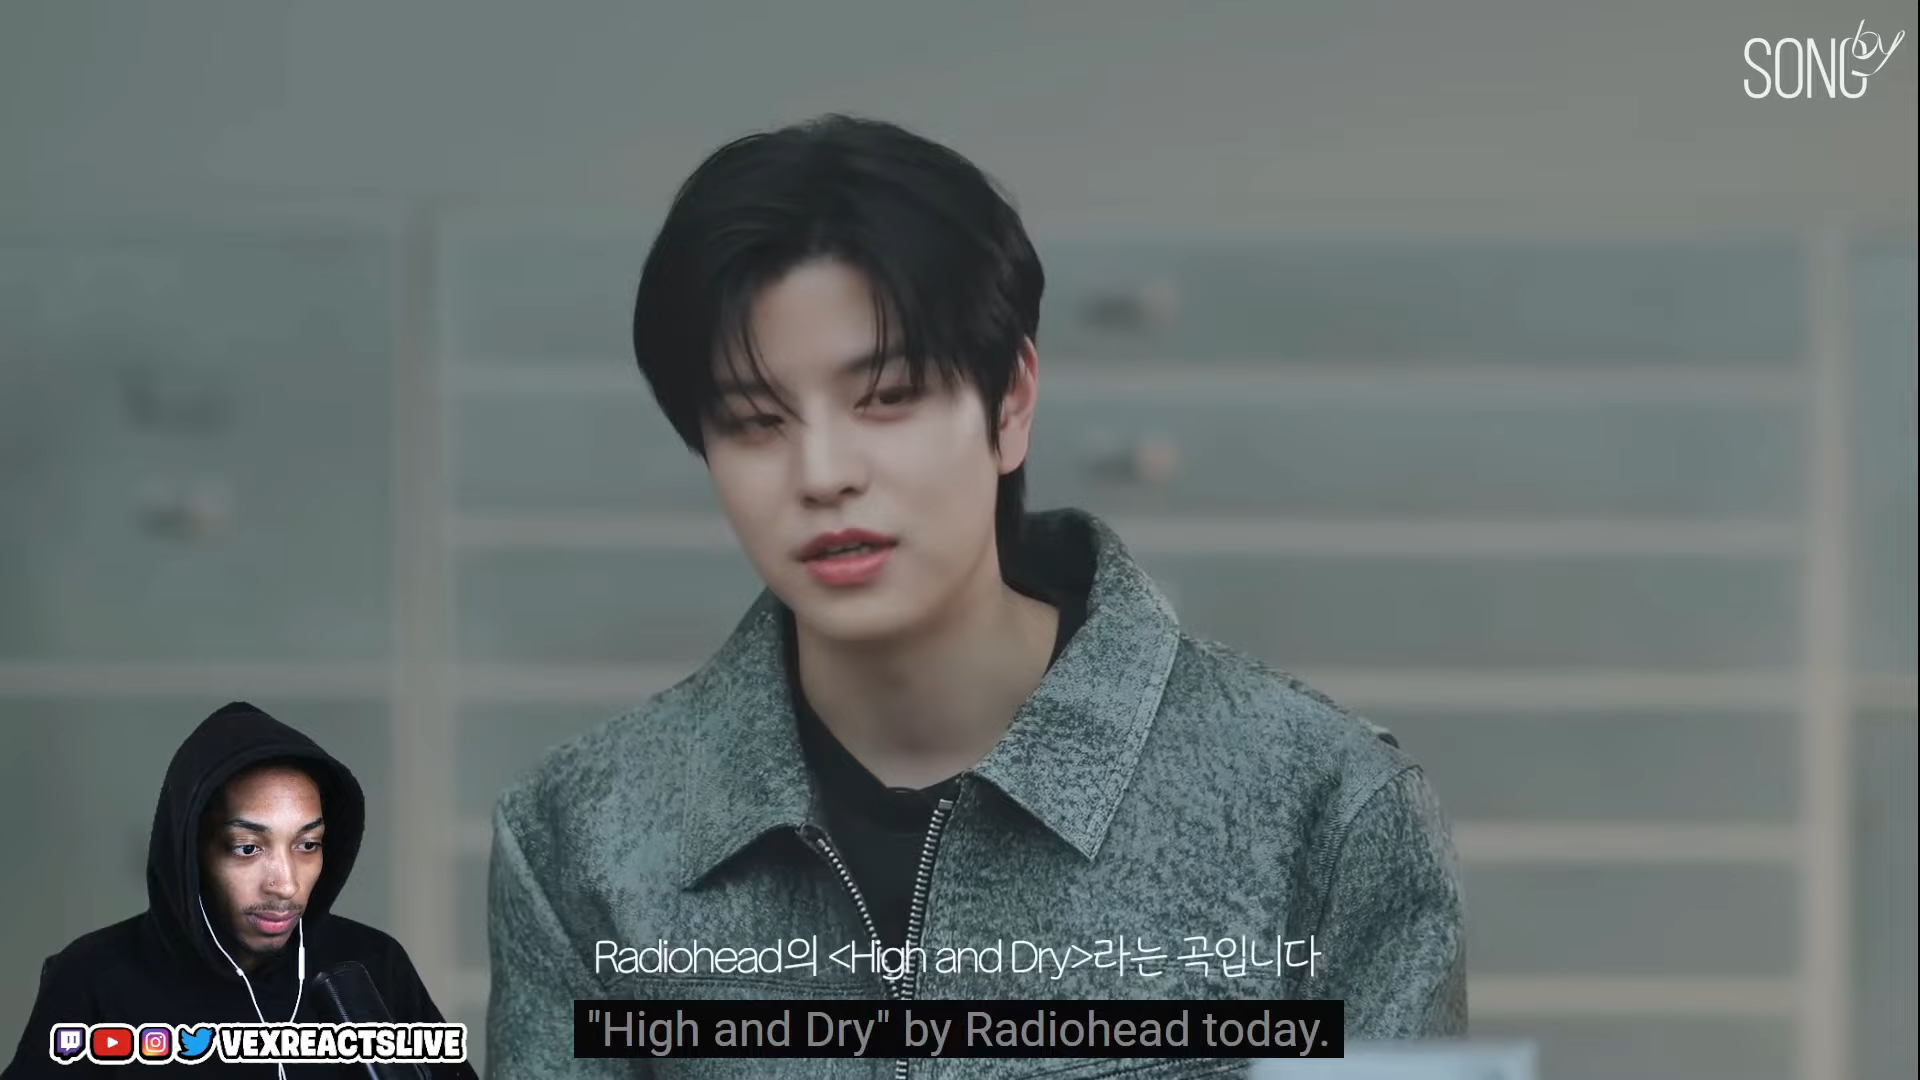 SONG by
Radiohead의 <High and Dry>라는 곡입니다
"High and Dry" by Radiohead today.
VEXREACTSLIVE